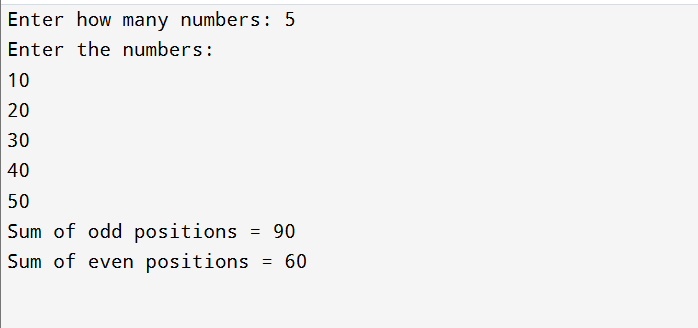 Enter how many numbers: 5
Enter the numbers:
10
20
30
40
50
Sum of odd positions = 90
Sum of even positions = 60